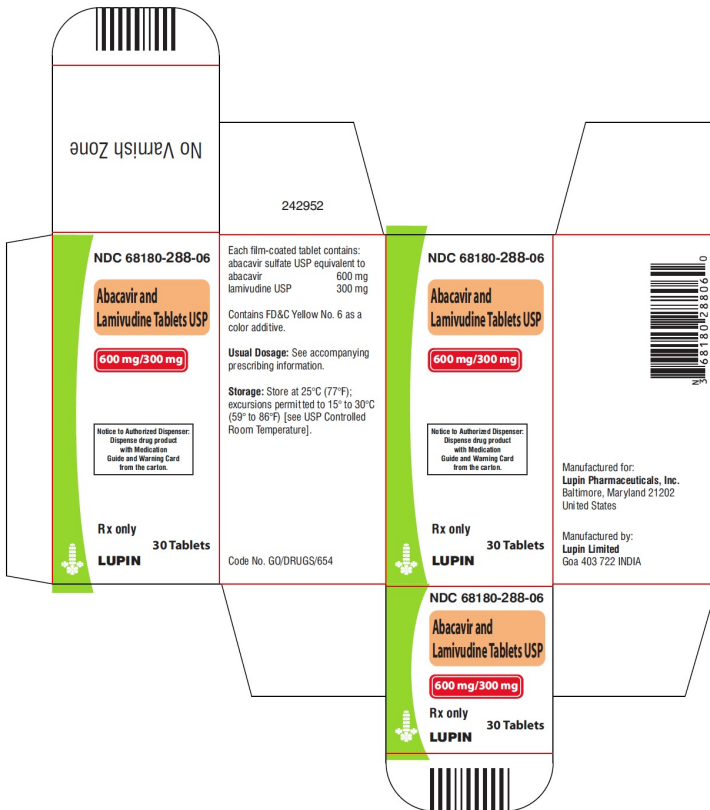 No Varnish Zone
242952
NDC 68180-288-06
Abacavir and
Lamivudine Tablets USP
600 mg/300 mg
Notice to Authorized Dispenser:
Dispense drug product
with Medication
Guide and Warning Card
from the carton.
Rx only
30 Tablets
LUPIN
Each film-coated tablet contains:
abacavir sulfate USP equivalent to
abacavir 600 mg
lamivudine USP 300 mg
Contains FD&C Yellow No. 6 as a
color additive.
Usual Dosage: See accompanying
prescribing information.
Storage: Store at 25°C (77°F);
excursions permitted to 15° to 30°C
(59° to 86°F) [see USP Controlled
Room Temperature].
Code No. GO/DRUGS/654
NDC 68180-288-06
Abacavir and
Lamivudine Tablets USP
600 mg/300 mg
Notice to Authorized Dispenser:
Dispense drug product
with Medication
Guide and Warning Card
from the carton.
Rx only
30 Tablets
LUPIN
N
3 68180 28806 0
Manufactured for:
Lupin Pharmaceuticals, Inc.
Baltimore, Maryland 21202
United States
Manufactured by:
Lupin Limited
Goa 403 722 INDIA
NDC 68180-288-06
Abacavir and
Lamivudine Tablets USP
600 mg/300 mg
Rx only
30 Tablets
LUPIN